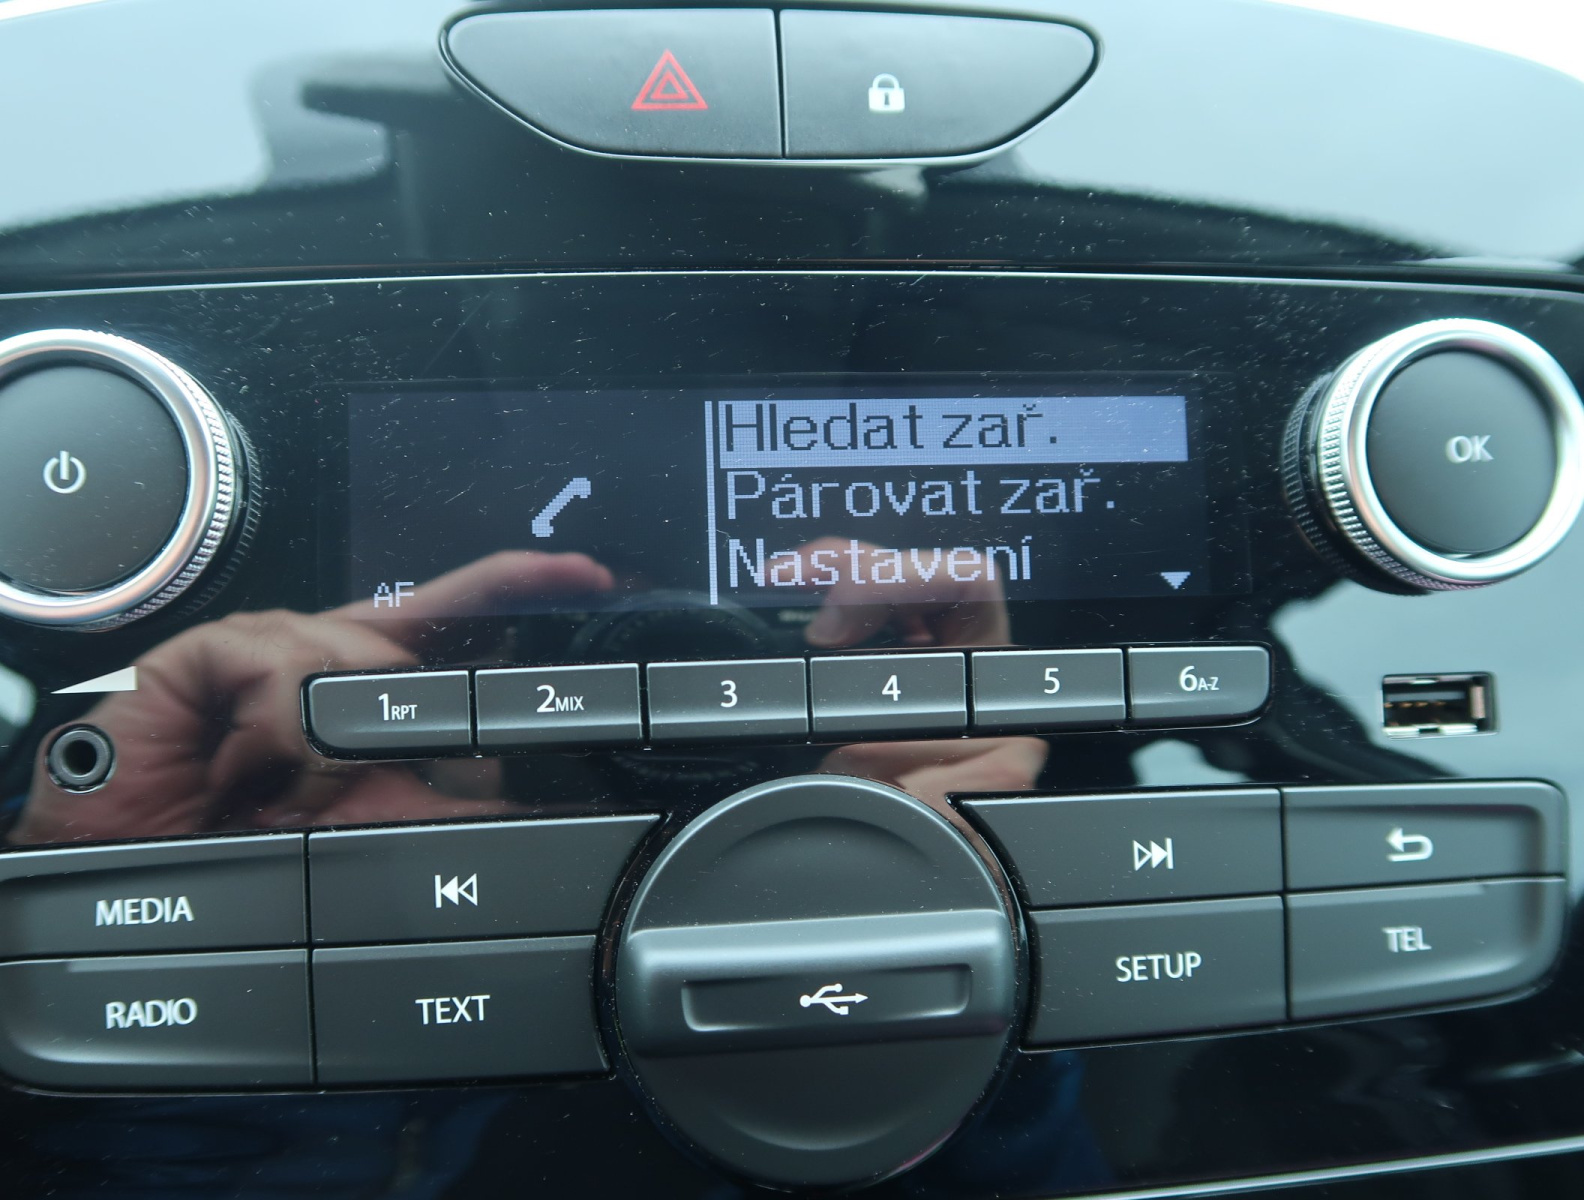 Hledat zař.
Párovat zař.
Nastavení
AF
OK
1RPT
2MIX
3
4
5
6A-Z
MEDIA
RADIO
TEXT
SETUP
TEL